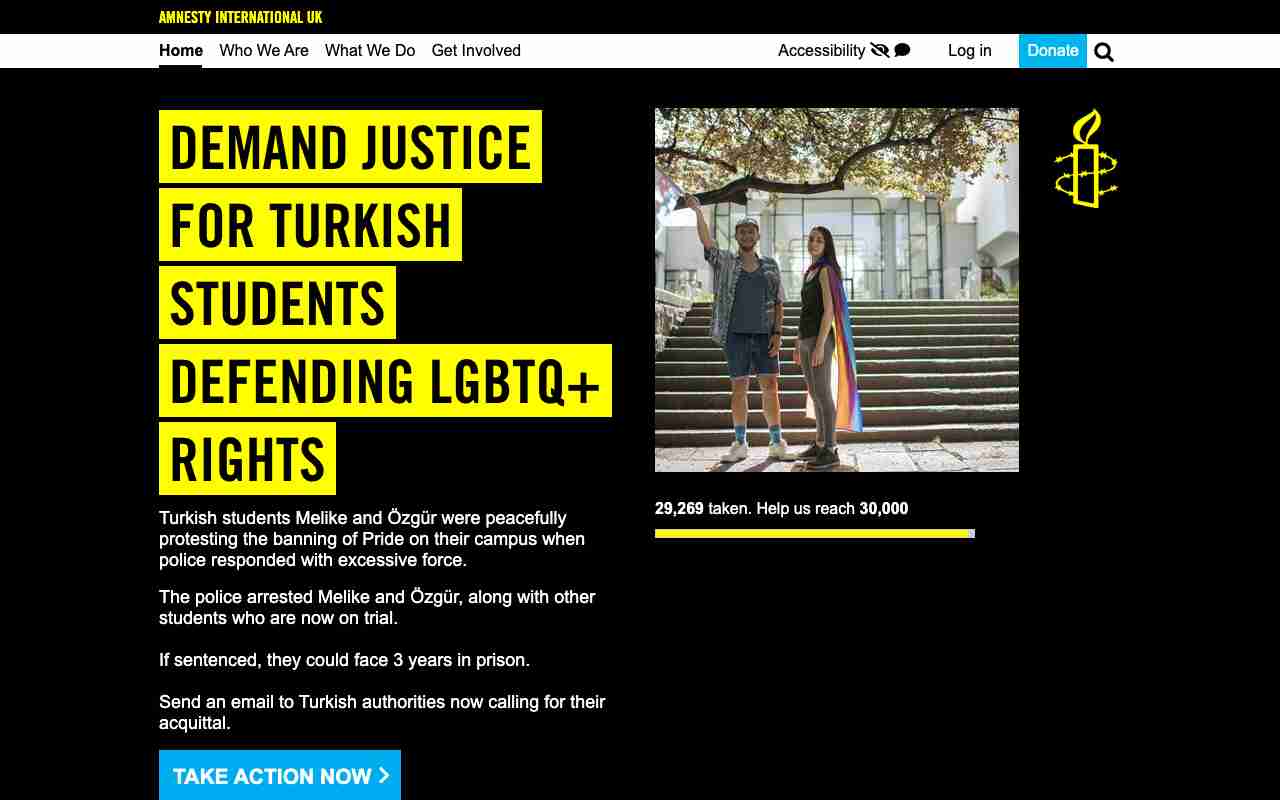 AMNESTY INTERNATIONAL UK
Home Who We Are What We Do Get Involved Accessibility Log in Donate
DEMAND JUSTICE
FOR TURKISH
STUDENTS
DEFENDING LGBTQ+
RIGHTS
Turkish students Melike and Özgür were peacefully
protesting the banning of Pride on their campus when
police responded with excessive force.
The police arrested Melike and Özgür, along with other
students who are now on trial.
If sentenced, they could face 3 years in prison.
Send an email to Turkish authorities now calling for their
acquittal.
TAKE ACTION NOW
29,269 taken. Help us reach 30,000